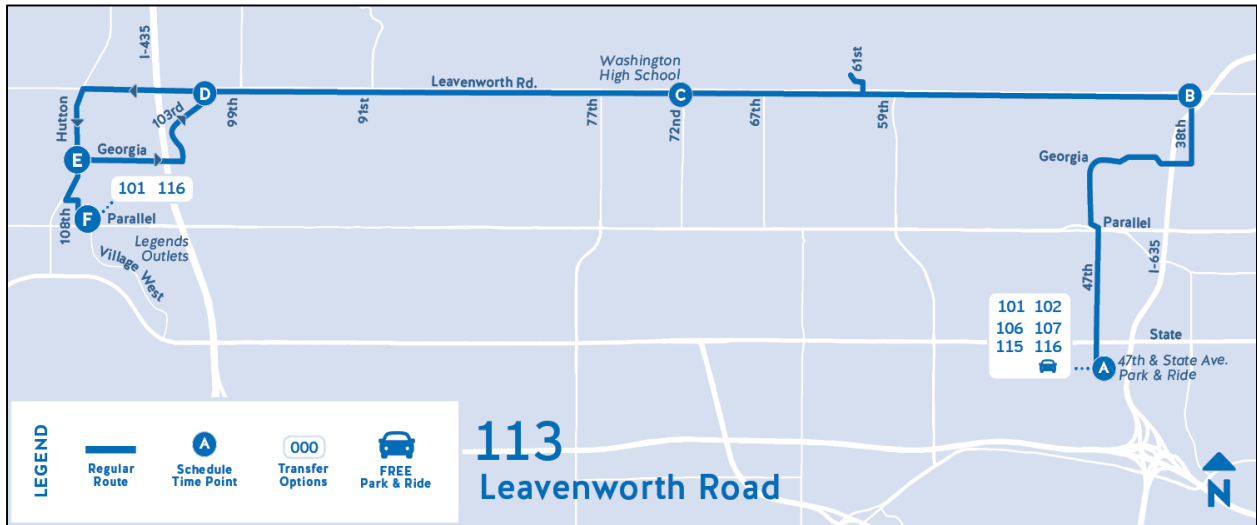 I-435
61st
Washington
High School
Leavenworth Rd.
D
C
B
Hutton
103rd
99th
91st
77th
72nd
67th
59th
38th
E
Georgia
Georgia
101 116
108th
F
Parallel
Parallel
Legends
Outlets
Village West
47th
I-635
101 102
106 107
115 116
State
A
47th & State Ave.
Park & Ride
LEGEND
Regular
Route
A
Schedule
Time Point
000
Transfer
Options
FREE
Park & Ride
113
Leavenworth Road
N